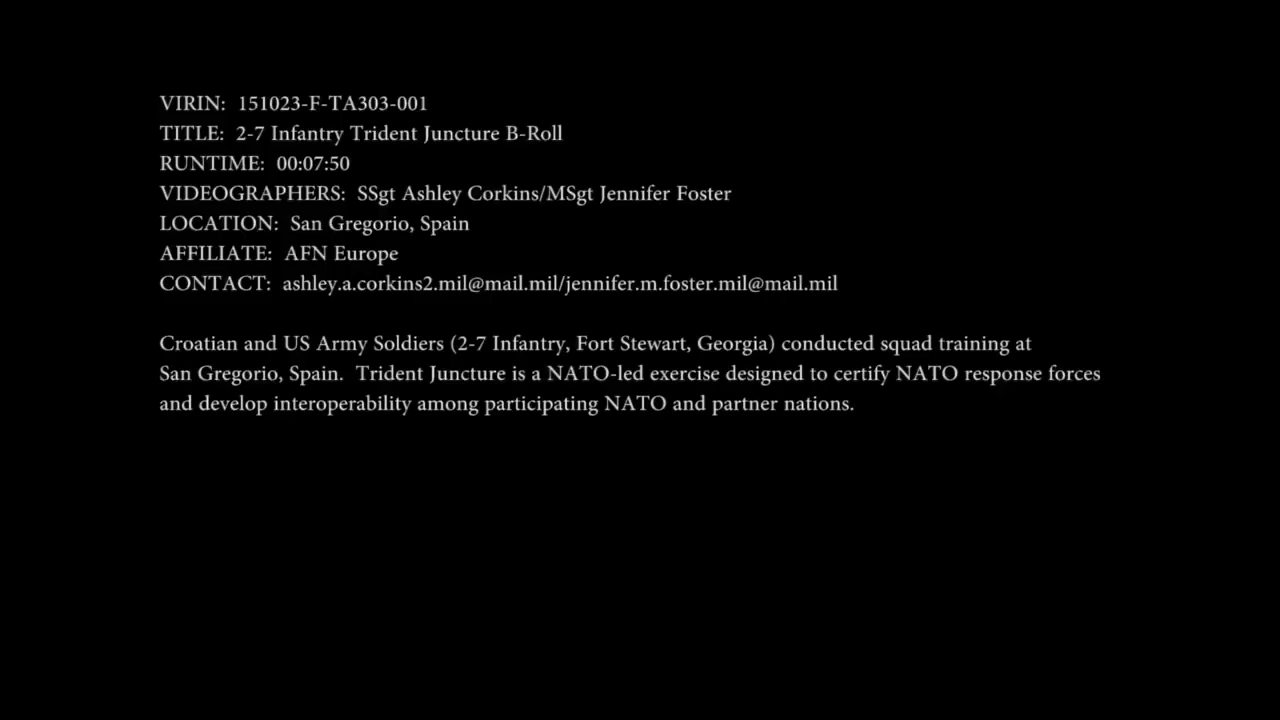 VIRIN:  151023-F-TA303-001
TITLE:  2-7 Infantry Trident Juncture B-Roll
RUNTIME:  00:07:50
VIDEOGRAPHERS:  SSgt Ashley Corkins/MSgt Jennifer Foster
LOCATION:  San Gregorio, Spain
AFFILIATE:  AFN Europe
CONTACT:  ashley.a.corkins2.mil@mail.mil/jennifer.m.foster.mil@mail.mil
Croatian and US Army Soldiers (2-7 Infantry, Fort Stewart, Georgia) conducted squad training at
San Gregorio, Spain.  Trident Juncture is a NATO-led exercise designed to certify NATO response forces
and develop interoperability among participating NATO and partner nations.